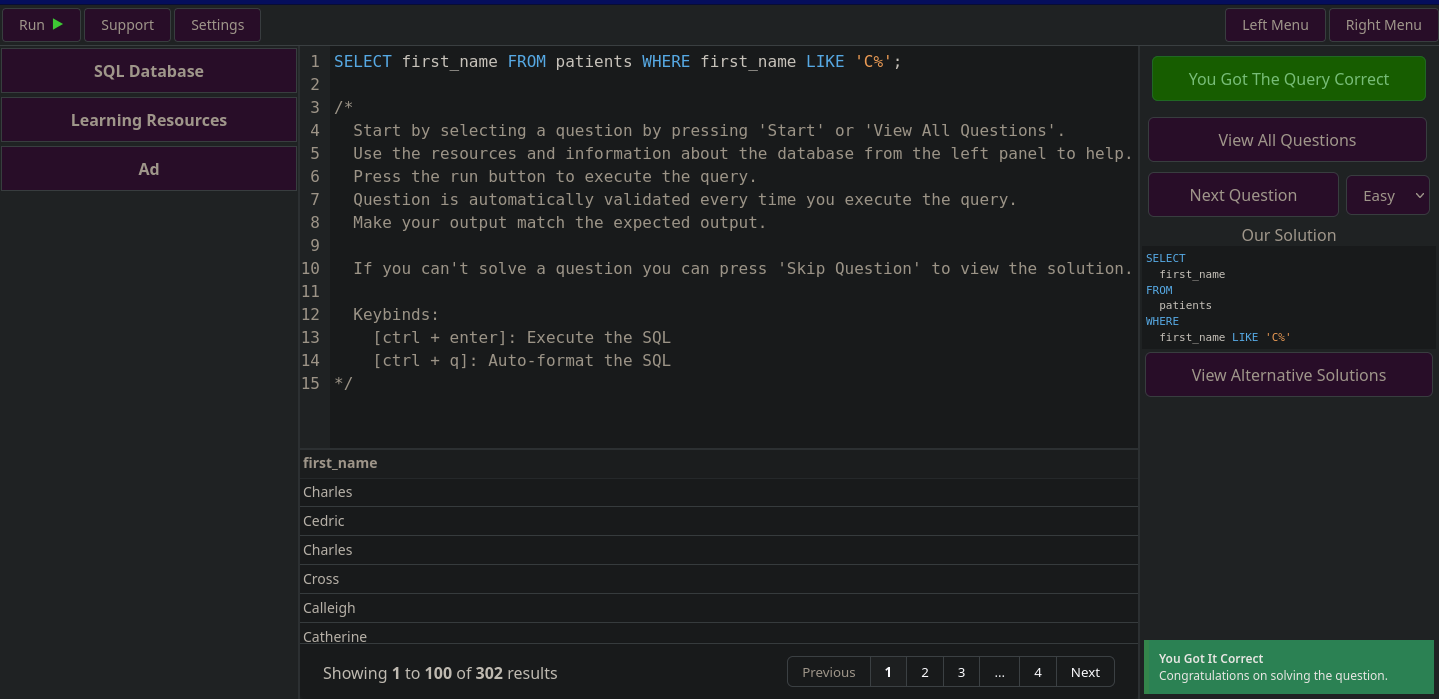 Run Support Settings Left Menu Right Menu
SQL Database
Learning Resources
Ad
1 SELECT first_name FROM patients WHERE first_name LIKE 'C%';
2
3 /*
4 Start by selecting a question by pressing 'Start' or 'View All Questions'.
5 Use the resources and information about the database from the left panel to help.
6 Press the run button to execute the query.
7 Question is automatically validated every time you execute the query.
8 Make your output match the expected output.
9
10 If you can't solve a question you can press 'Skip Question' to view the solution.
11
12 Keybinds:
13 [ctrl + enter]: Execute the SQL
14 [ctrl + q]: Auto-format the SQL
15 */
first_name
Charles
Cedric
Charles
Cross
Calleigh
Catherine
Showing 1 to 100 of 302 results
Previous 1 2 3 ... 4 Next
You Got The Query Correct
View All Questions
Next Question Easy
Our Solution
SELECT
first_name
FROM
patients
WHERE
first_name LIKE 'C%'
View Alternative Solutions
You Got It Correct
Congratulations on solving the question.